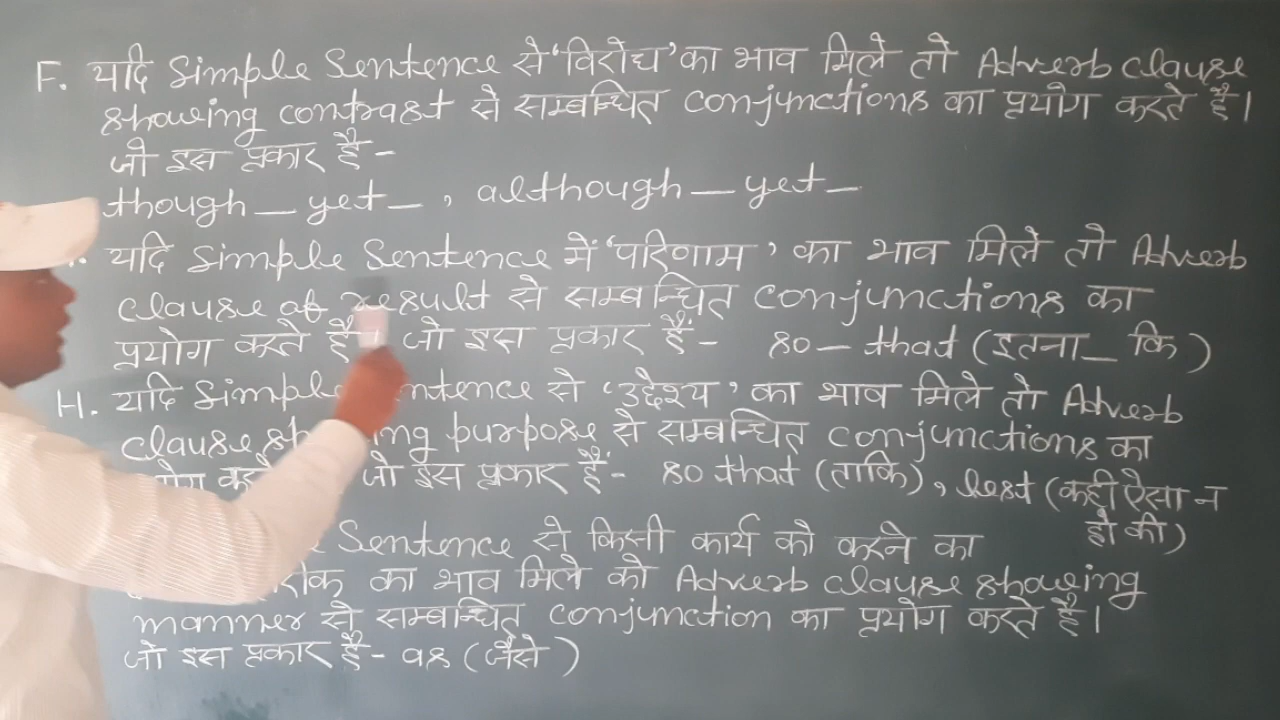 F. यदि Simple Sentence से 'विरोध' का भाव मिले तो Adverb clause
showing contrast से सम्बन्धित conjunctions का प्रयोग करते हैं।
जो इस प्रकार हैं-
though — yet —, although — yet —
यदि Simple Sentence में 'परिणाम' का भाव मिले तो Adverb
clause of result से सम्बन्धित conjunctions का
प्रयोग करते हैं। जो इस प्रकार हैं- so — that (इतना — कि)
H. यदि Simple Sentence से 'उद्देश्य' का भाव मिले तो Adverb
clause showing purpose से सम्बन्धित conjunctions का
जो इस प्रकार हैं- so that (ताकि), lest (कहीं ऐसा न
हो की)
Sentence से किसी कार्य को करने का
का भाव मिले को Adverb clause showing
manner से सम्बन्धित conjunction का प्रयोग करते हैं।
जो इस प्रकार हैं- as (जैसे)